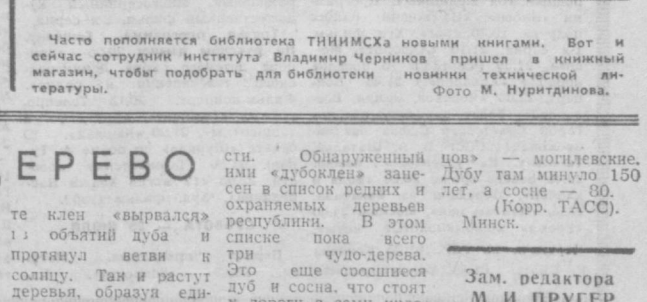 Часто пополняется библиотека ТИИИМСХа новыми книгами. Вот и
сейчас сотрудник института Владимир Черников пришел в книжный
магазин, чтобы подобрать для библиотеки новинки технической ли-
тературы.
Фото М. Нуритдинова.
ЕРЕВО
те клен «вырвался»
объятий дуба и
протянул ветви к
солнцу. Так и растут
деревья, образуя еди-
сти. Обнаруженный
ими «дубоклен» зане-
сен в список редких и
охраняемых деревьев
республики. В этом
списке пока всего
три чудо-дерева.
Это еще сросшиеся
дуб и сосна, что стоят
цов» — могилевские.
Дубу там минуло 150
лет, а сосне — 80.
(Корр. ТАСС).
Минск.
Зам. редактора
М. И. ПРУГЕР